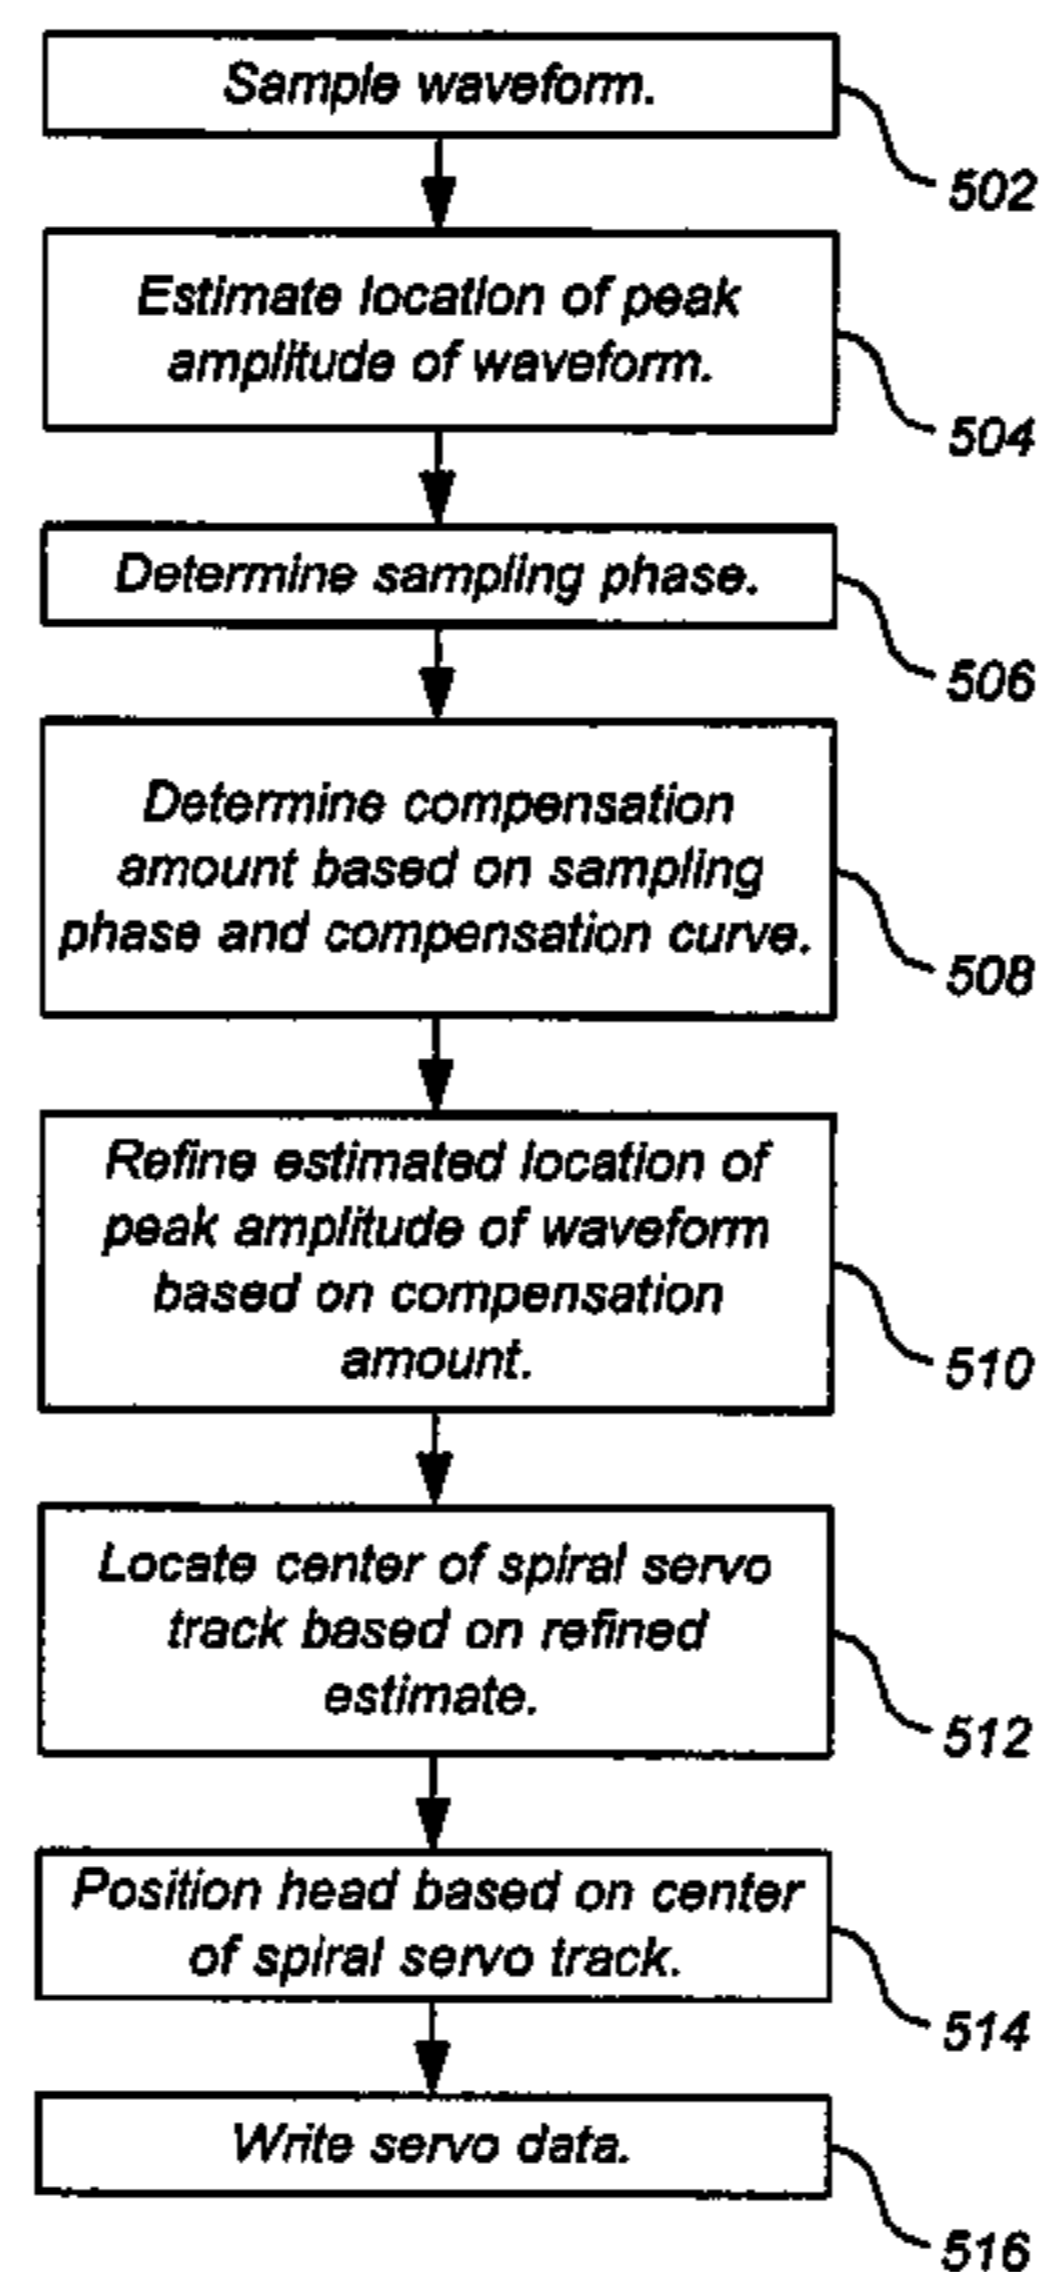 Sample waveform.
502
Estimate location of peak
amplitude of waveform.
504
Determine sampling phase.
506
Determine compensation
amount based on sampling
phase and compensation curve.
508
Refine estimated location of
peak amplitude of waveform
based on compensation
amount.
510
Locate center of spiral servo
track based on refined
estimate.
512
Position head based on center
of spiral servo track.
514
Write servo data.
516